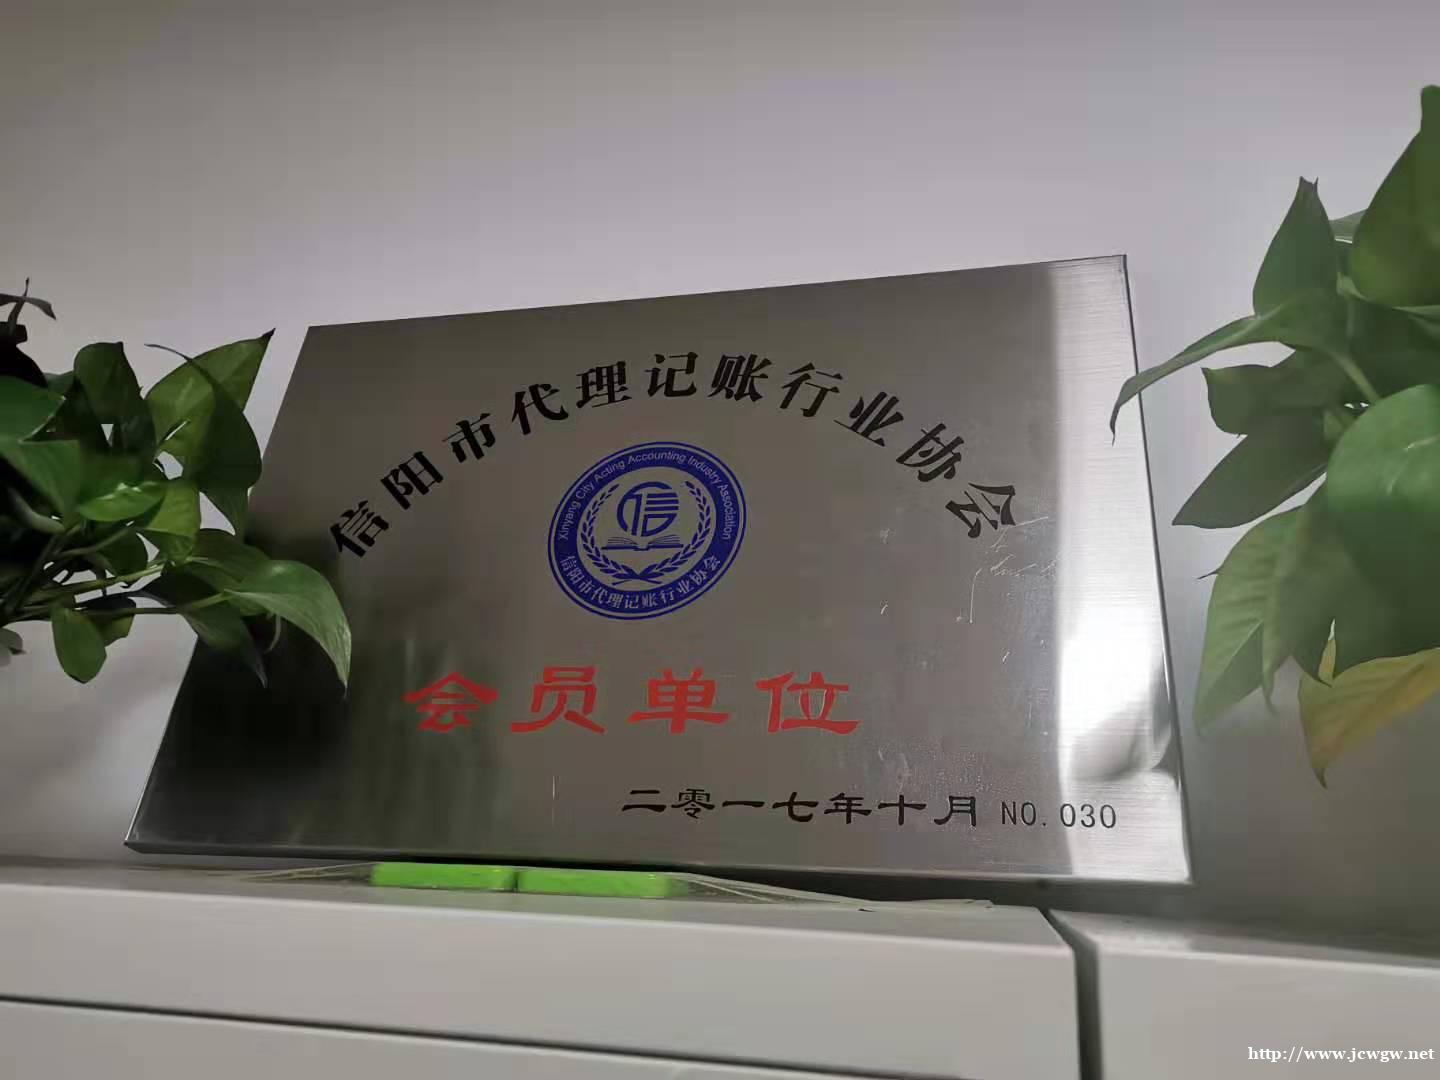 信阳市代理记账行业协会
Xinyang City Acting Accounting Industry Association
信
信阳市代理记账行业协会
会员单位
二零一七年十月 NO.030
http://www.jcwgw.net